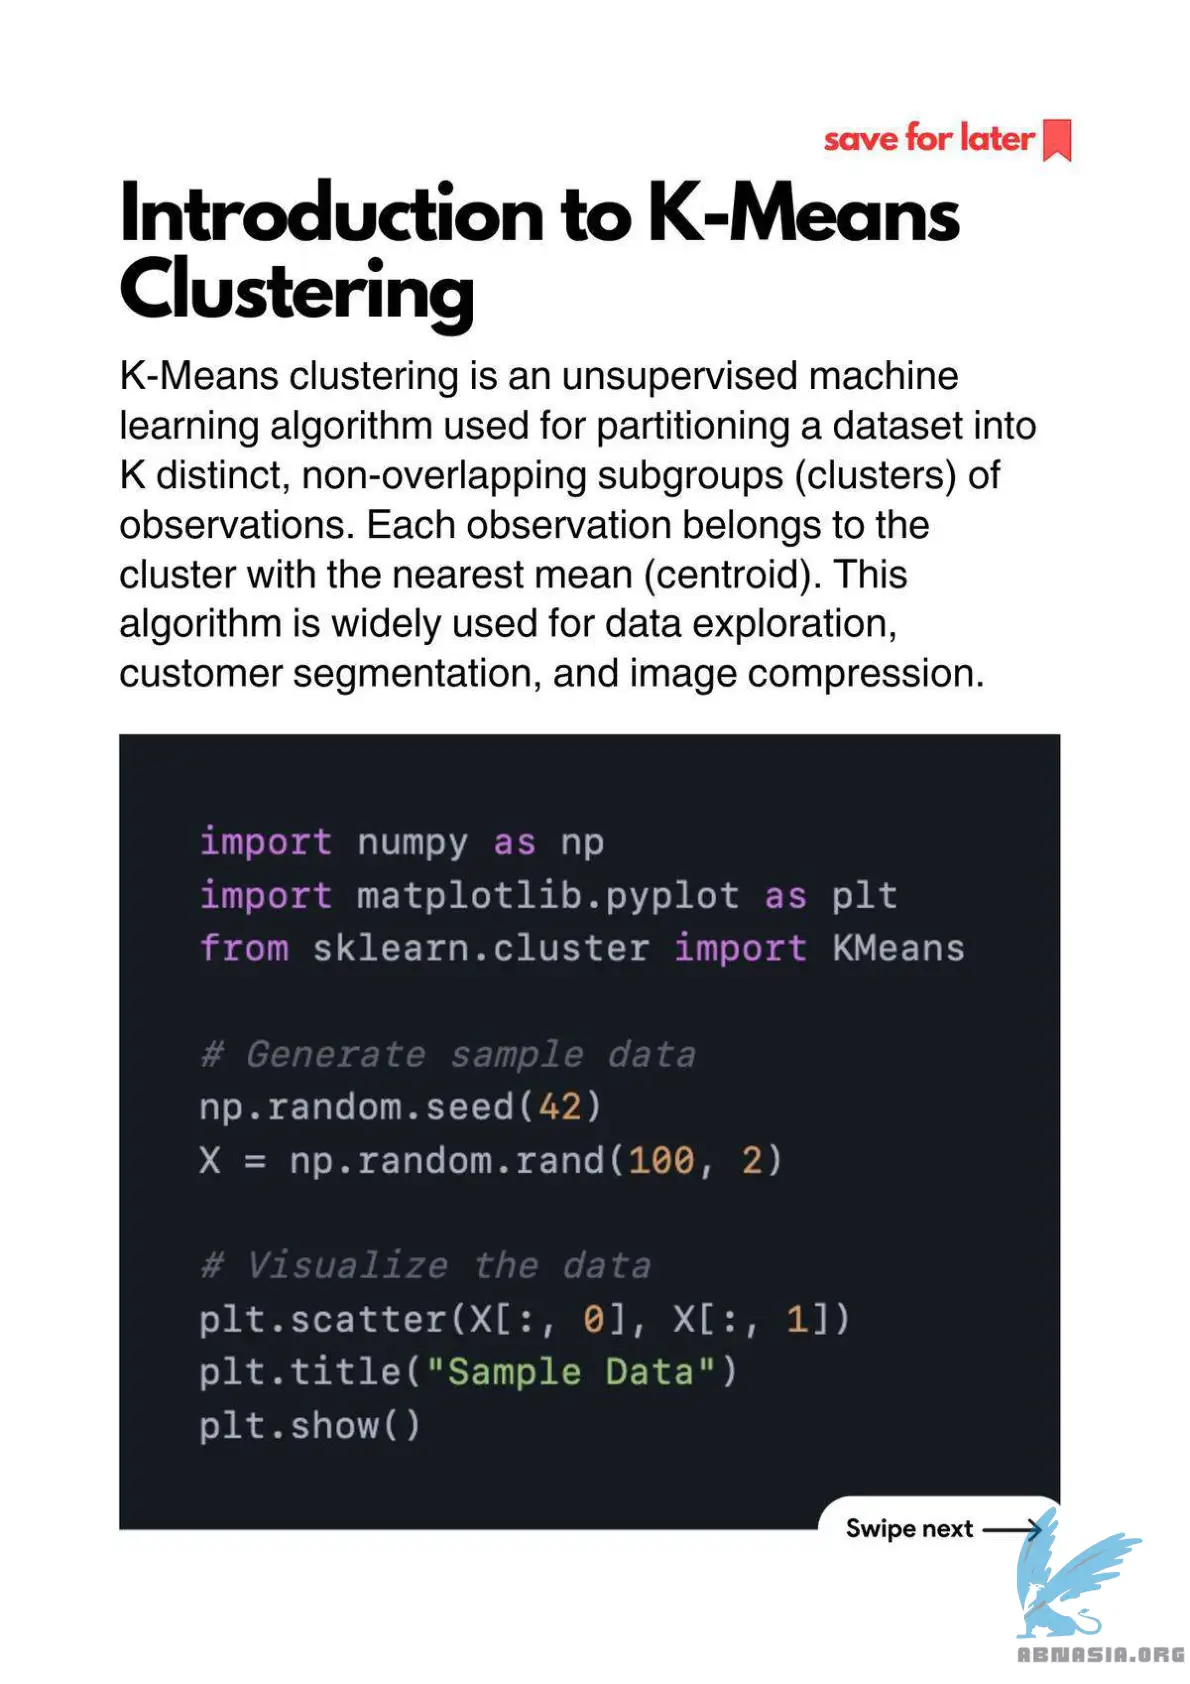 save for later
Introduction to K-Means
Clustering
K-Means clustering is an unsupervised machine
learning algorithm used for partitioning a dataset into
K distinct, non-overlapping subgroups (clusters) of
observations. Each observation belongs to the
cluster with the nearest mean (centroid). This
algorithm is widely used for data exploration,
customer segmentation, and image compression.
import numpy as np
import matplotlib.pyplot as plt
from sklearn.cluster import KMeans
# Generate sample data
np.random.seed(42)
X = np.random.rand(100, 2)
# Visualize the data
plt.scatter(X[:, 0], X[:, 1])
plt.title("Sample Data")
plt.show()
Swipe next
ABNASIA.ORG